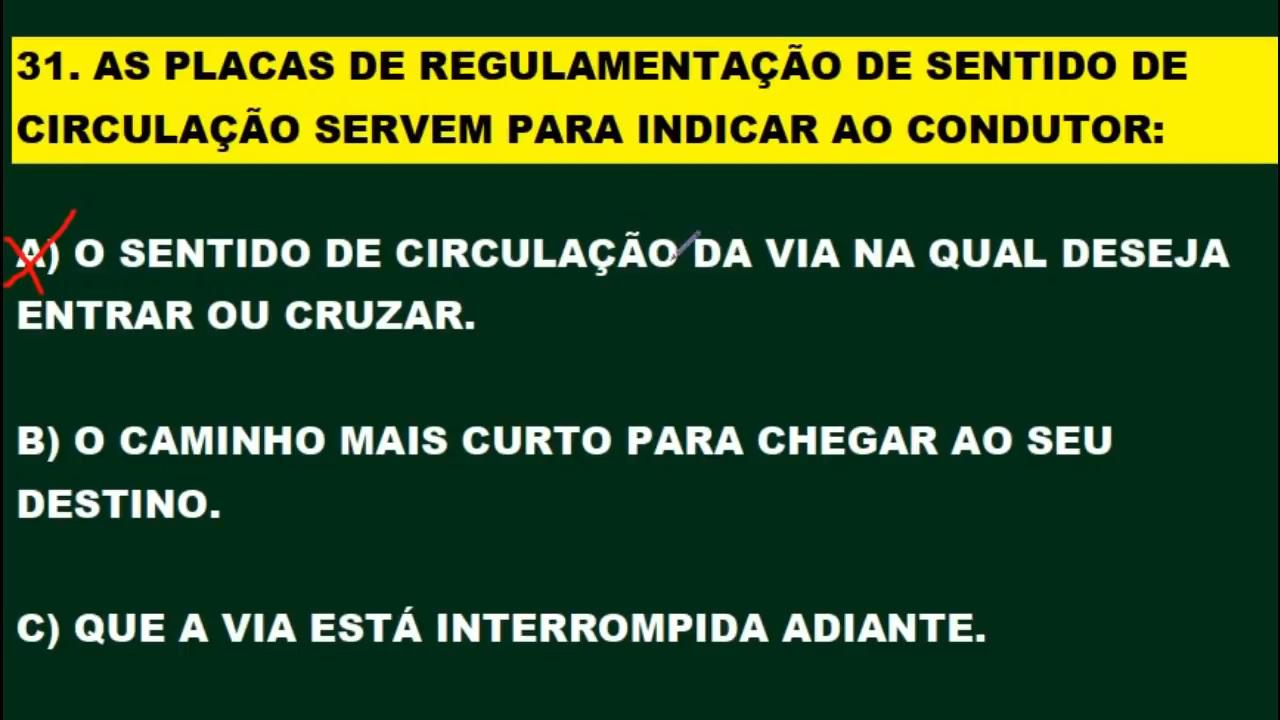 31. AS PLACAS DE REGULAMENTAÇÃO DE SENTIDO DE
CIRCULAÇÃO SERVEM PARA INDICAR AO CONDUTOR:
A) O SENTIDO DE CIRCULAÇÃO DA VIA NA QUAL DESEJA
ENTRAR OU CRUZAR.
B) O CAMINHO MAIS CURTO PARA CHEGAR AO SEU
DESTINO.
C) QUE A VIA ESTÁ INTERROMPIDA ADIANTE.